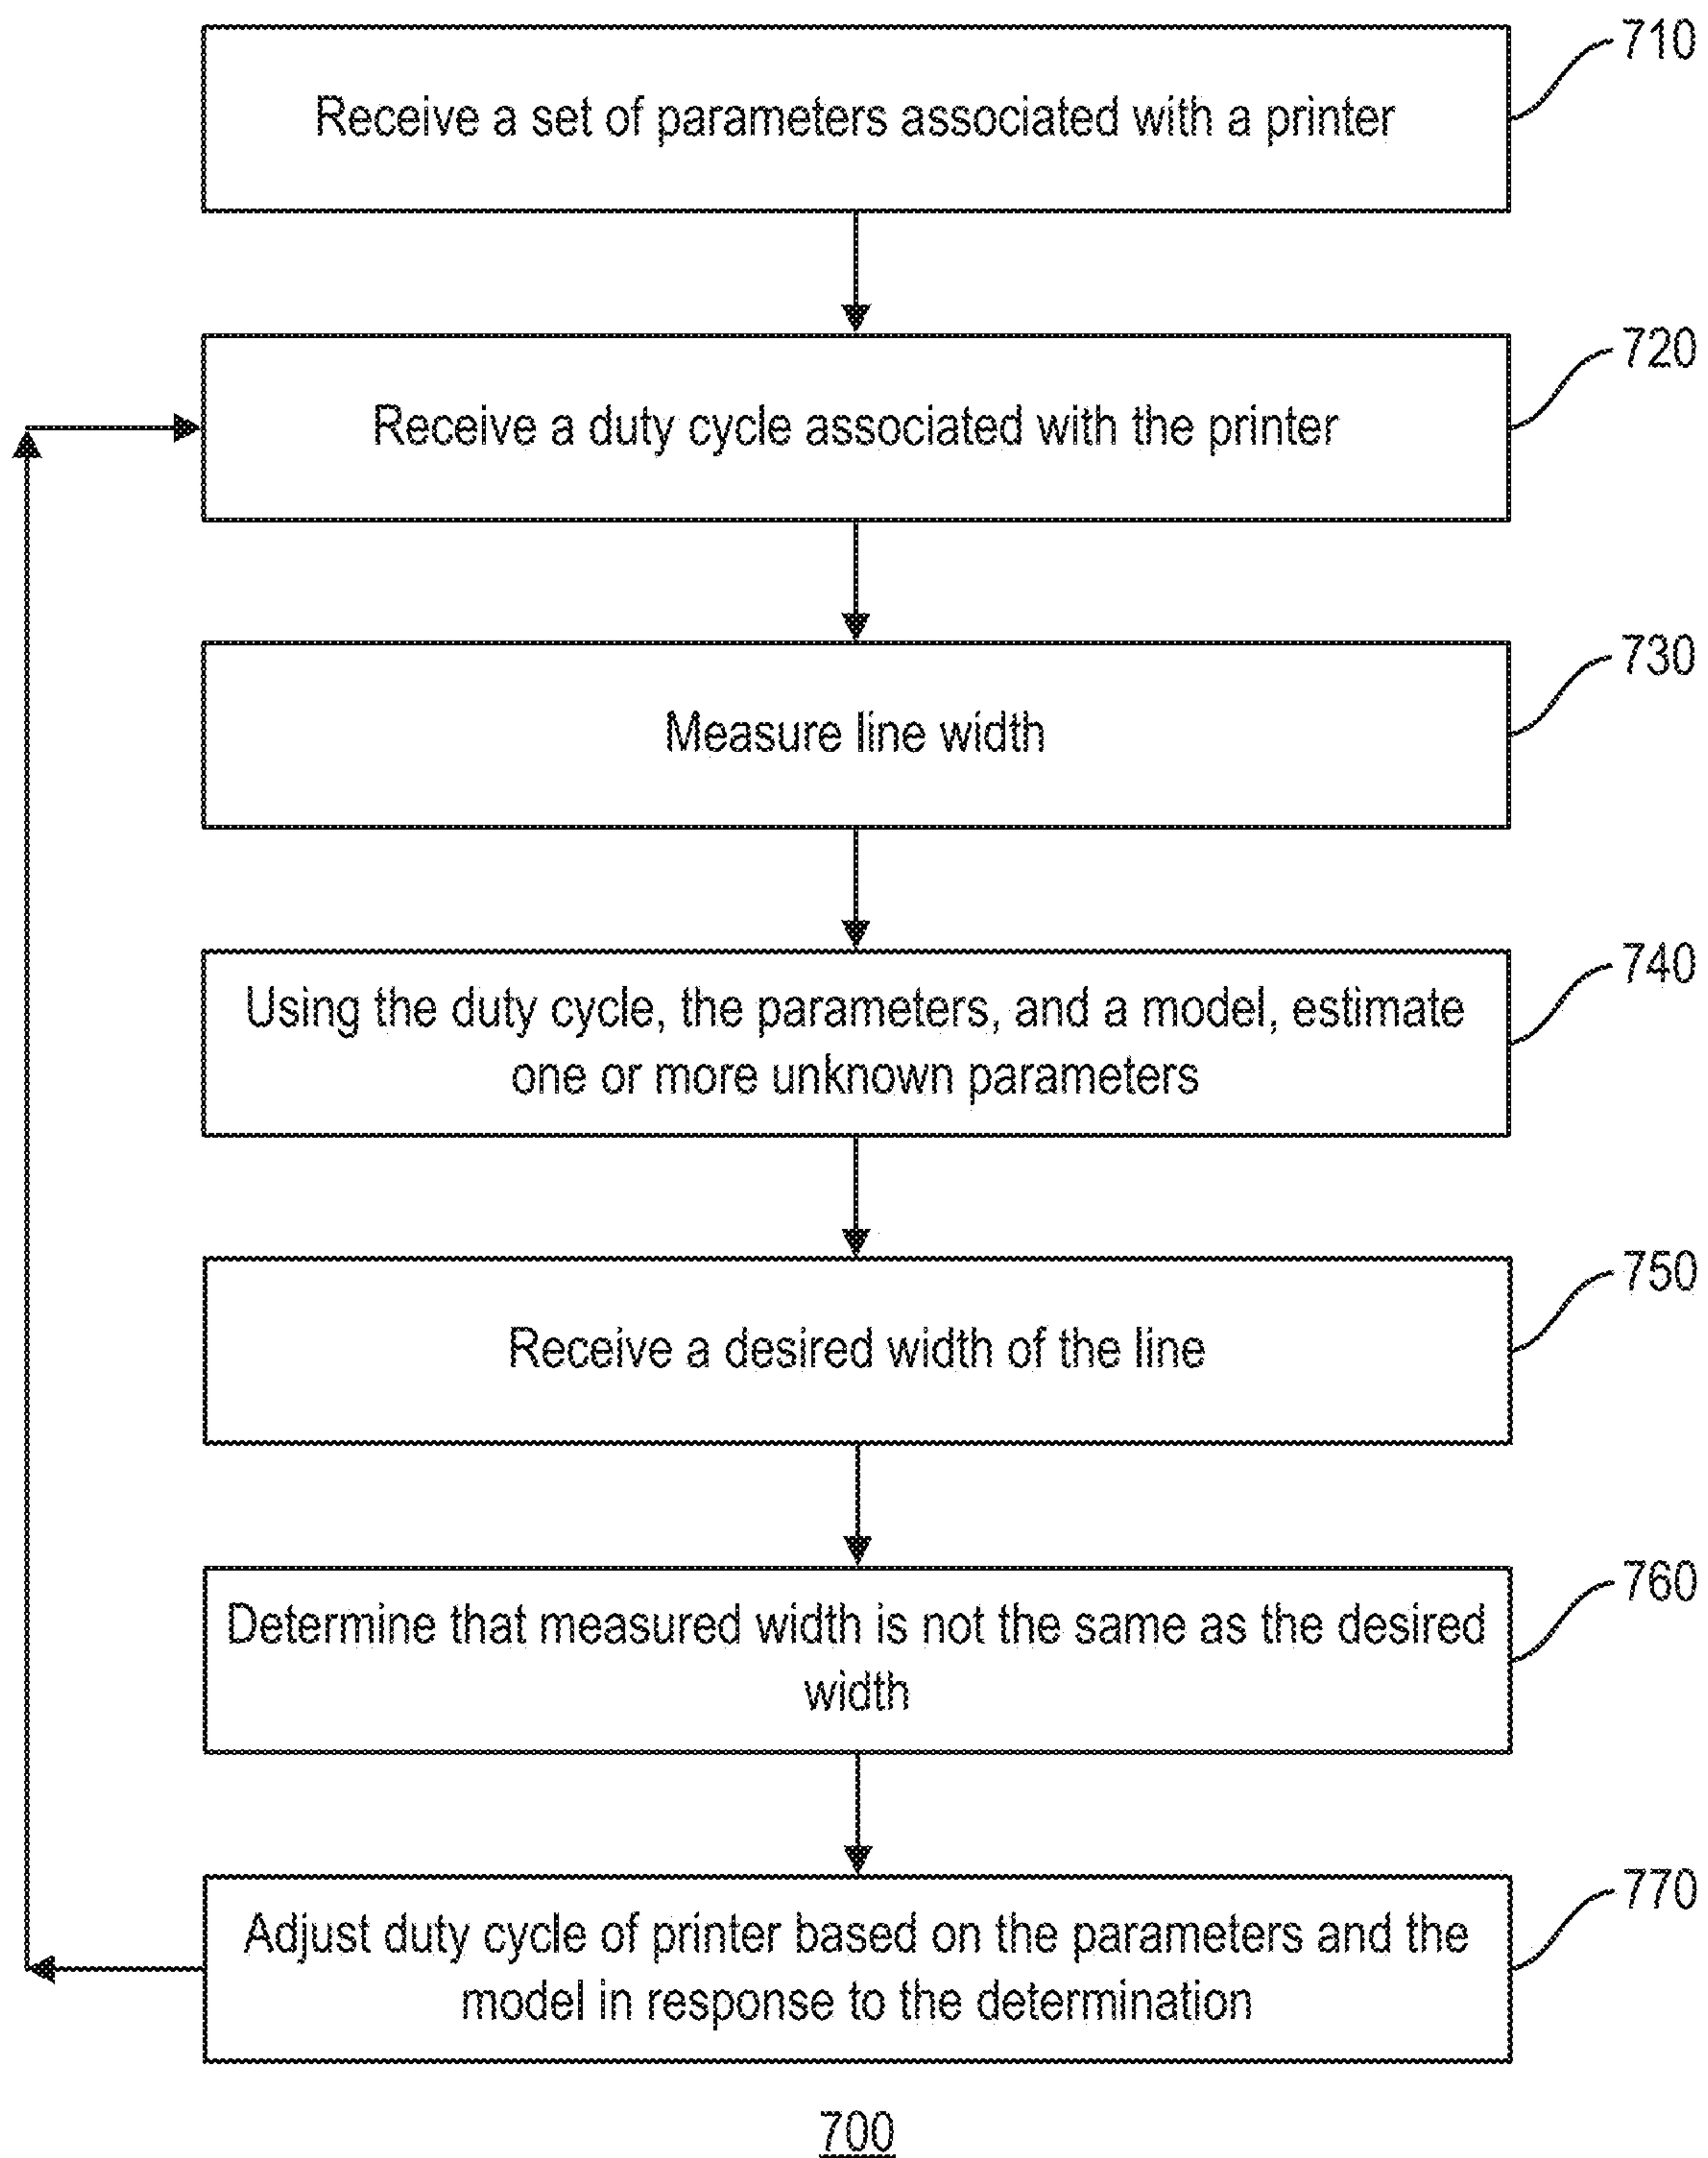 710
Receive a set of parameters associated with a printer
720
Receive a duty cycle associated with the printer
730
Measure line width
740
Using the duty cycle, the parameters, and a model, estimate
one or more unknown parameters
750
Receive a desired width of the line
760
Determine that measured width is not the same as the desired
width
770
Adjust duty cycle of printer based on the parameters and the
model in response to the determination
700